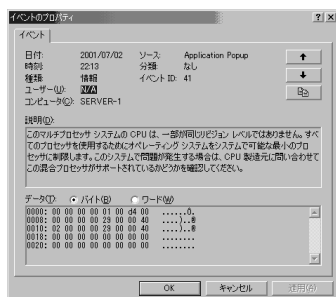 イベントのプロパティ
イベント
日付: 2001/07/02 ソース: Application Popup
時刻: 22:13 分類: なし
種類: 情報 イベント ID: 41
ユーザー(U): N/A
コンピュータ(C): SERVER-1
説明(D):
このマルチプロセッサ システムの CPU は、一部が同じリビジョン レベルではありません。すべ
てのプロセッサを使用するためにオペレーティング システムをシステムで可能な最小のプロ
セッサに制限します。このシステムで問題が発生する場合は、CPU 製造元に問い合わせて
この混合プロセッサがサポートされているかどうかを確認してください。
データ(T): バイト(B) ワード(W)
0000: 00 00 00 00 01 00 d4 00 ......Ô.
0008: 00 00 00 00 29 00 00 40 ....)..@
0010: 02 00 00 00 29 00 00 40 ....)..@
0018: 00 00 00 00 00 00 00 00 ........
0020: 00 00 00 00 00 00 00 00 ........
OK キャンセル 適用(A)